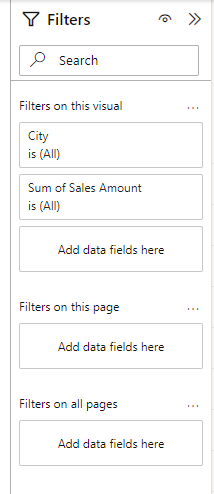 Filters
Search
Filters on this visual
City
is (All)
Sum of Sales Amount
is (All)
Add data fields here
Filters on this page
Add data fields here
Filters on all pages
Add data fields here